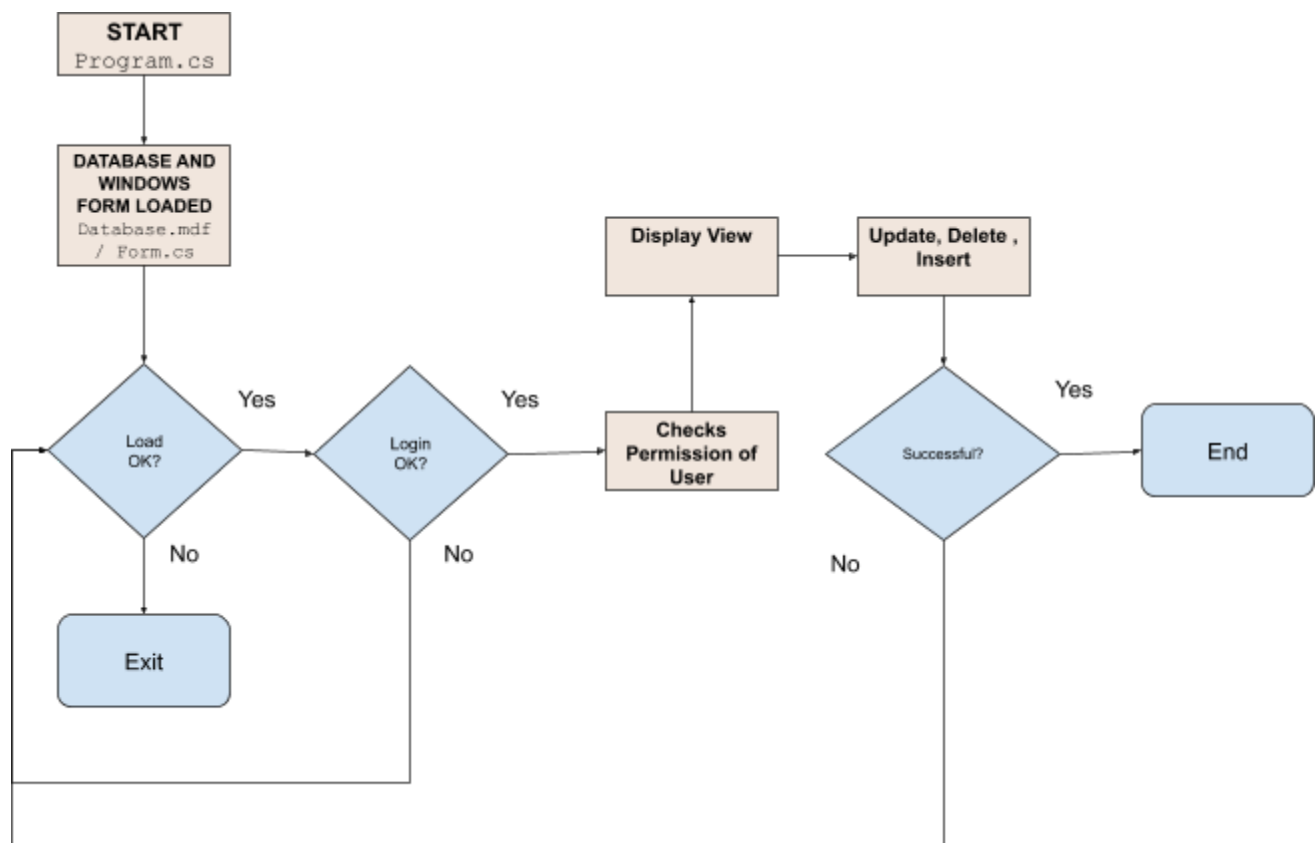 START
Program.cs
DATABASE AND
WINDOWS
FORM LOADED
Database.mdf
/ Form.cs
Display View
Update, Delete ,
Insert
Load
OK?
Yes
Login
OK?
Yes
Checks
Permission of
User
Successful?
Yes
End
No
No
No
Exit